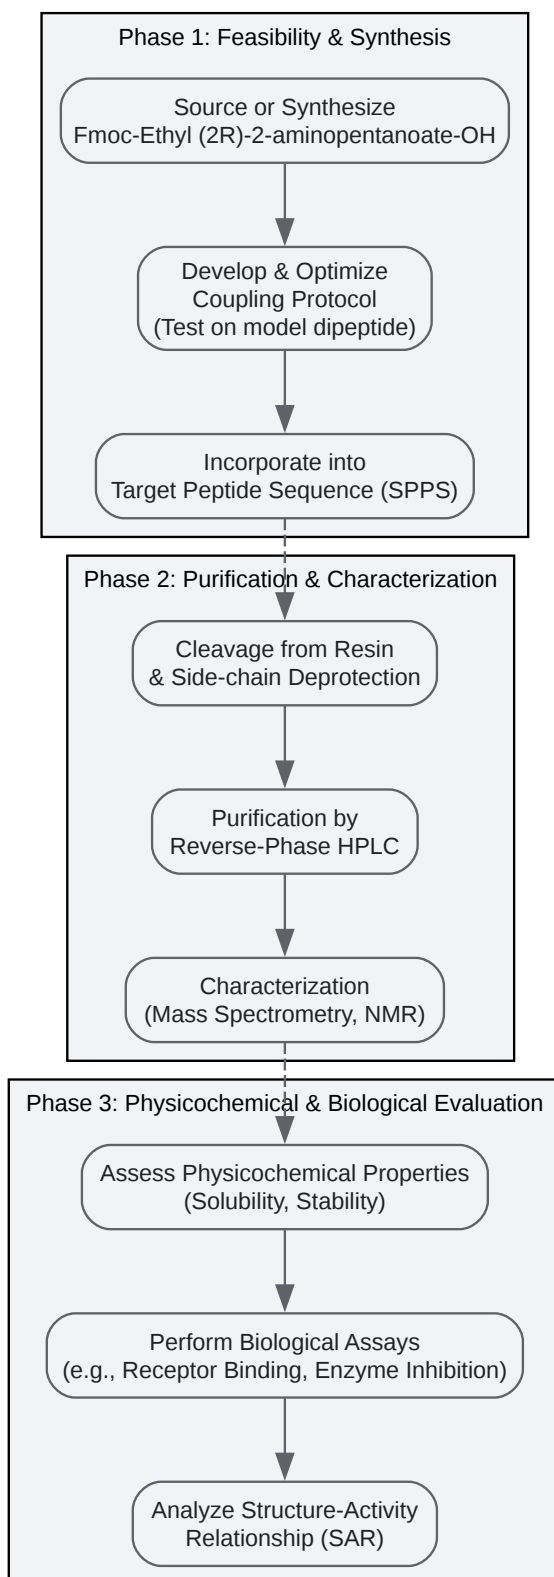 Phase 1: Feasibility & Synthesis
Source or Synthesize
Fmoc-Ethyl (2R)-2-aminopentanoate-OH
Develop & Optimize
Coupling Protocol
(Test on model dipeptide)
Incorporate into
Target Peptide Sequence (SPPS)
Phase 2: Purification & Characterization
Cleavage from Resin
& Side-chain Deprotection
Purification by
Reverse-Phase HPLC
Characterization
(Mass Spectrometry, NMR)
Phase 3: Physicochemical & Biological Evaluation
Assess Physicochemical Properties
(Solubility, Stability)
Perform Biological Assays
(e.g., Receptor Binding, Enzyme Inhibition)
Analyze Structure-Activity
Relationship (SAR)